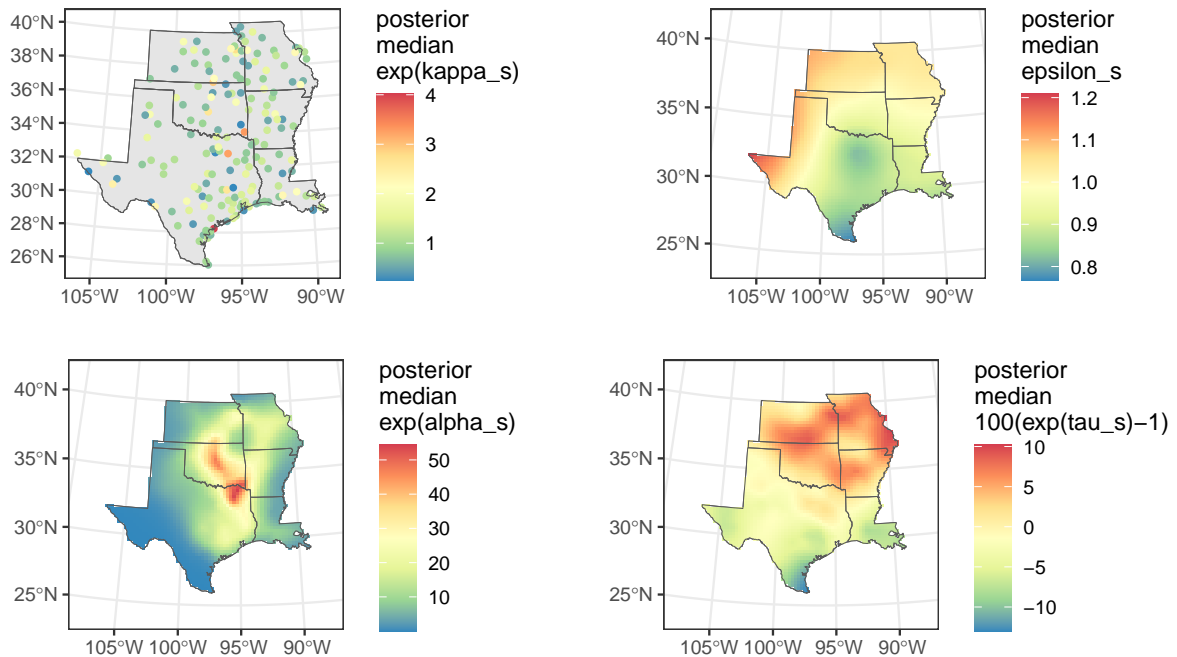 posterior
median
exp(kappa_s)
40°N
38°N
36°N
34°N
32°N
30°N
28°N
26°N
4
3
2
1
105°W 100°W 95°W 90°W
posterior
median
epsilon_s
40°N
35°N
30°N
25°N
1.2
1.1
1.0
0.9
0.8
105°W 100°W 95°W 90°W
posterior
median
exp(alpha_s)
40°N
35°N
30°N
25°N
50
40
30
20
10
105°W 100°W 95°W 90°W
posterior
median
100(exp(tau_s)−1)
40°N
35°N
30°N
25°N
10
5
0
−5
−10
105°W 100°W 95°W 90°W